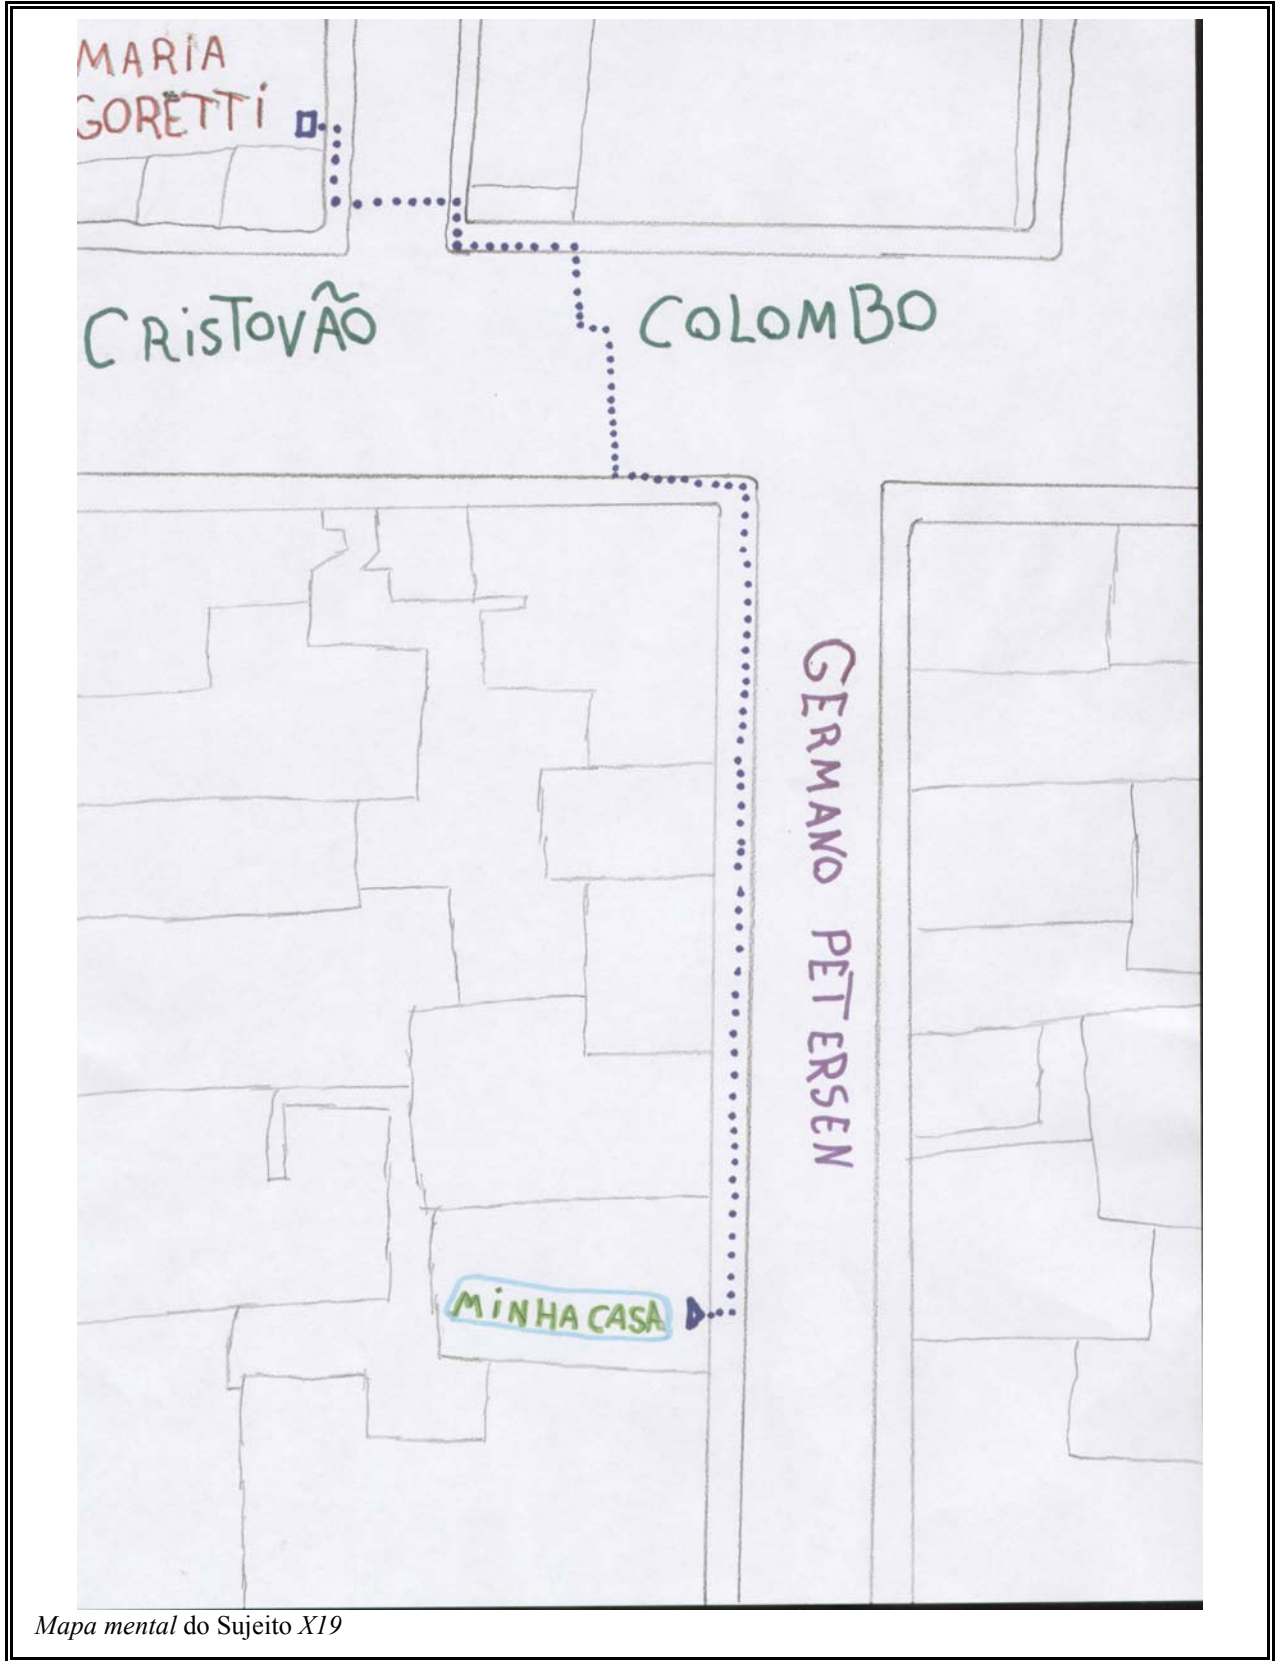 MARIA
GORETTI
CRISTOVÃO COLOMBO
GERMANO PETERSEN
MINHA CASA
Mapa mental do Sujeito X19